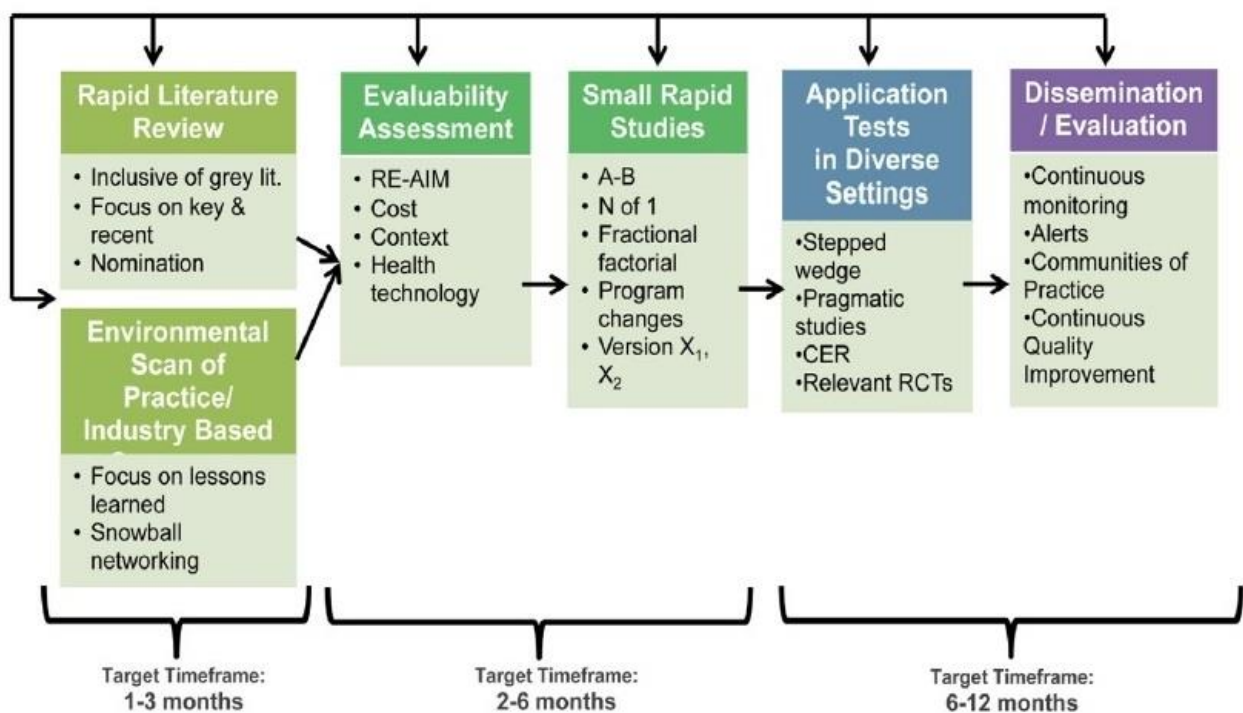 Rapid Literature
Review
• Inclusive of grey lit.
• Focus on key &
recent
• Nomination
Environmental
Scan of
Practice/
Industry Based
• Focus on lessons
learned
• Snowball
networking
Evaluability
Assessment
• RE-AIM
• Cost
• Context
• Health
technology
Small Rapid
Studies
• A-B
• N of 1
• Fractional
factorial
• Program
changes
• Version X₁,
X₂
Application
Tests
in Diverse
Settings
•Stepped
wedge
•Pragmatic
studies
•CER
•Relevant RCTs
Dissemination
/ Evaluation
•Continuous
monitoring
•Alerts
•Communities of
Practice
•Continuous
Quality
Improvement
Target Timeframe:
1-3 months
Target Timeframe:
2-6 months
Target Timeframe:
6-12 months